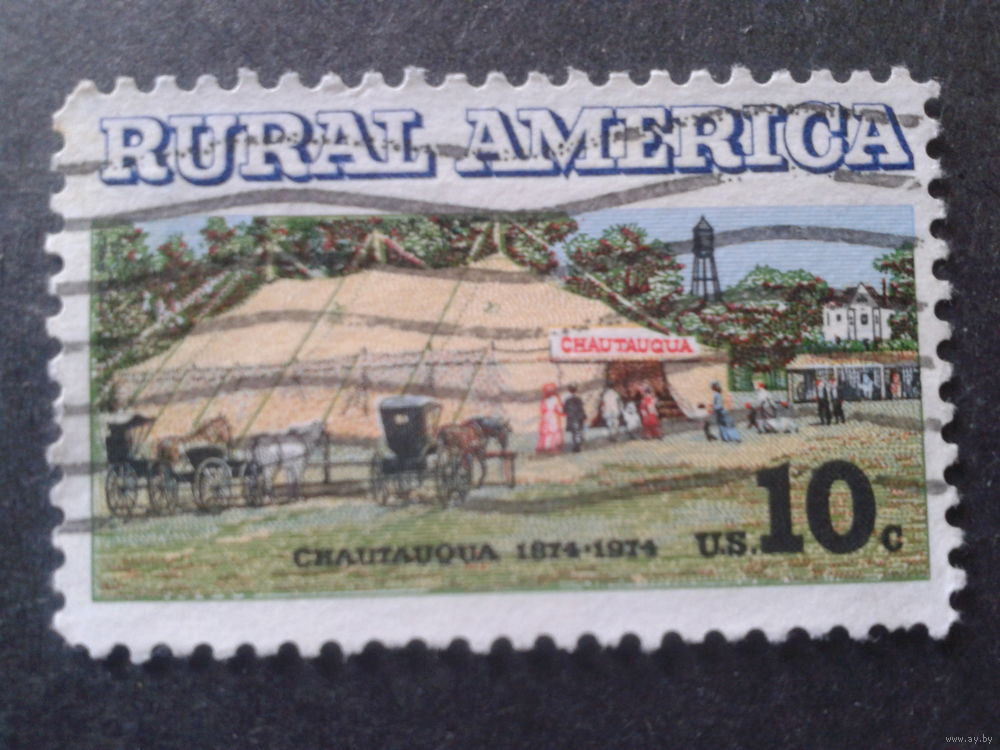 RURAL AMERICA
CHAUTAUQUA
CHAUTAUQUA 1874·1974
U.S. 10c
www.ay.by